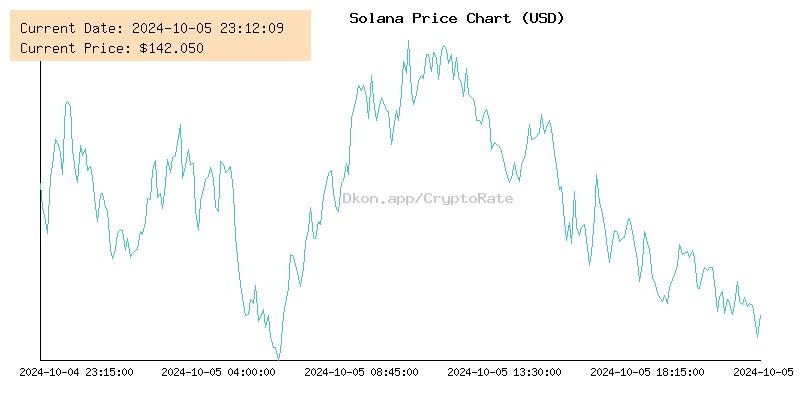 Solana Price Chart (USD)
Current Date: 2024-10-05 23:12:09
Current Price: $142.050
Dkon.app/CryptoRate
2024-10-04 23:15:00 2024-10-05 04:00:00 2024-10-05 08:45:00 2024-10-05 13:30:00 2024-10-05 18:15:00 2024-10-05